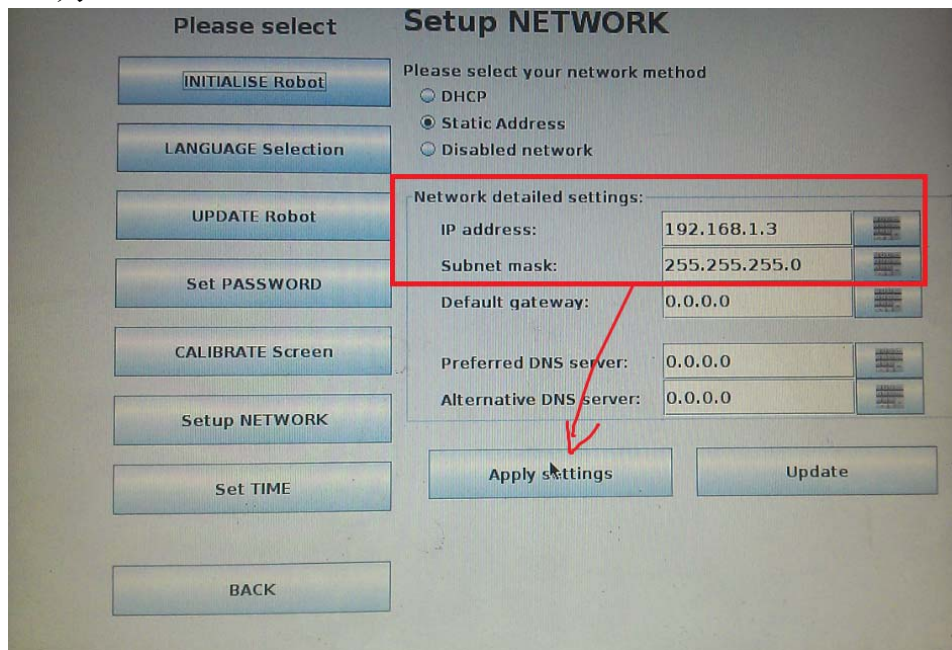 Please select
INITIALISE Robot
LANGUAGE Selection
UPDATE Robot
Set PASSWORD
CALIBRATE Screen
Setup NETWORK
Set TIME
BACK
Setup NETWORK
Please select your network method
DHCP
Static Address
Disabled network
Network detailed settings:
IP address: 192.168.1.3
Subnet mask: 255.255.255.0
Default gateway: 0.0.0.0
Preferred DNS server: 0.0.0.0
Alternative DNS server: 0.0.0.0
Apply settings Update